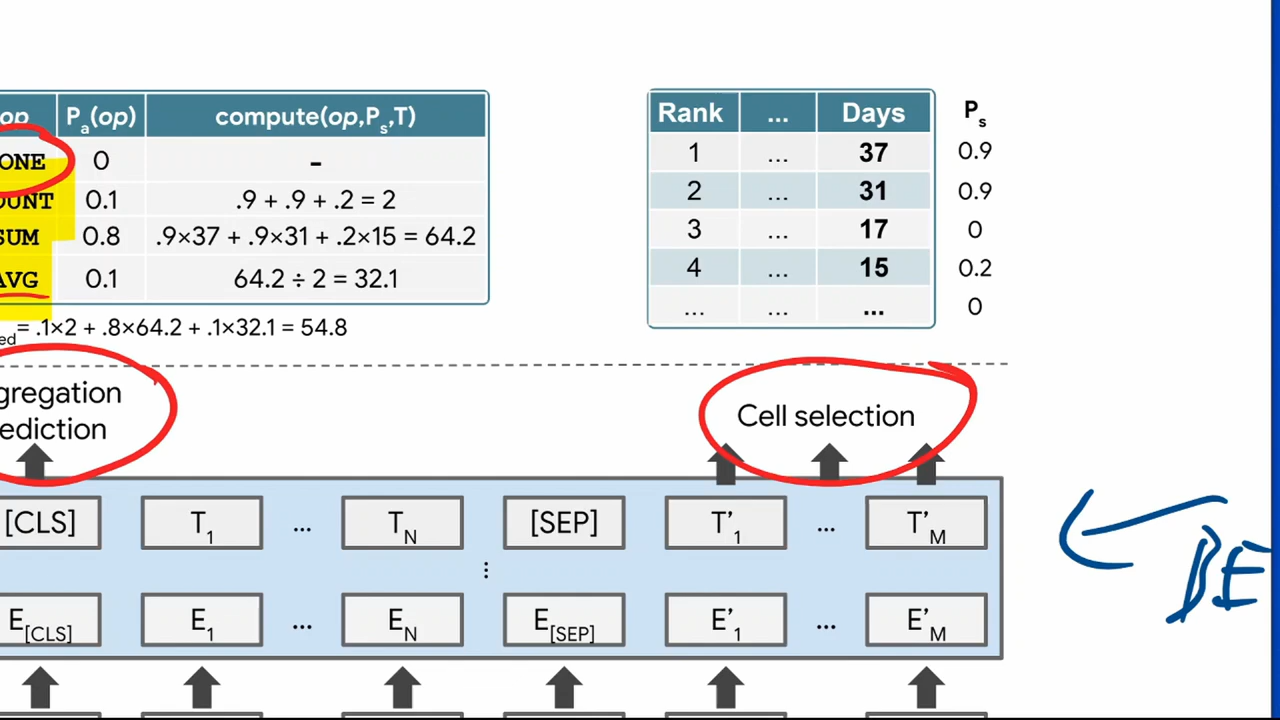 op Pa(op) compute(op,Ps,T)
ONE 0 –
OUNT 0.1 .9 + .9 + .2 = 2
SUM 0.8 .9×37 + .9×31 + .2×15 = 64.2
AVG 0.1 64.2 ÷ 2 = 32.1
ed = .1×2 + .8×64.2 + .1×32.1 = 54.8
Rank ... Days Ps
1 ... 37 0.9
2 ... 31 0.9
3 ... 17 0
4 ... 15 0.2
... ... ... 0
gregation
ediction
Cell selection
[CLS] T1 ... TN [SEP] T’1 ... T’M
⋮
E[CLS] E1 ... EN E[SEP] E’1 ... E’M
BE